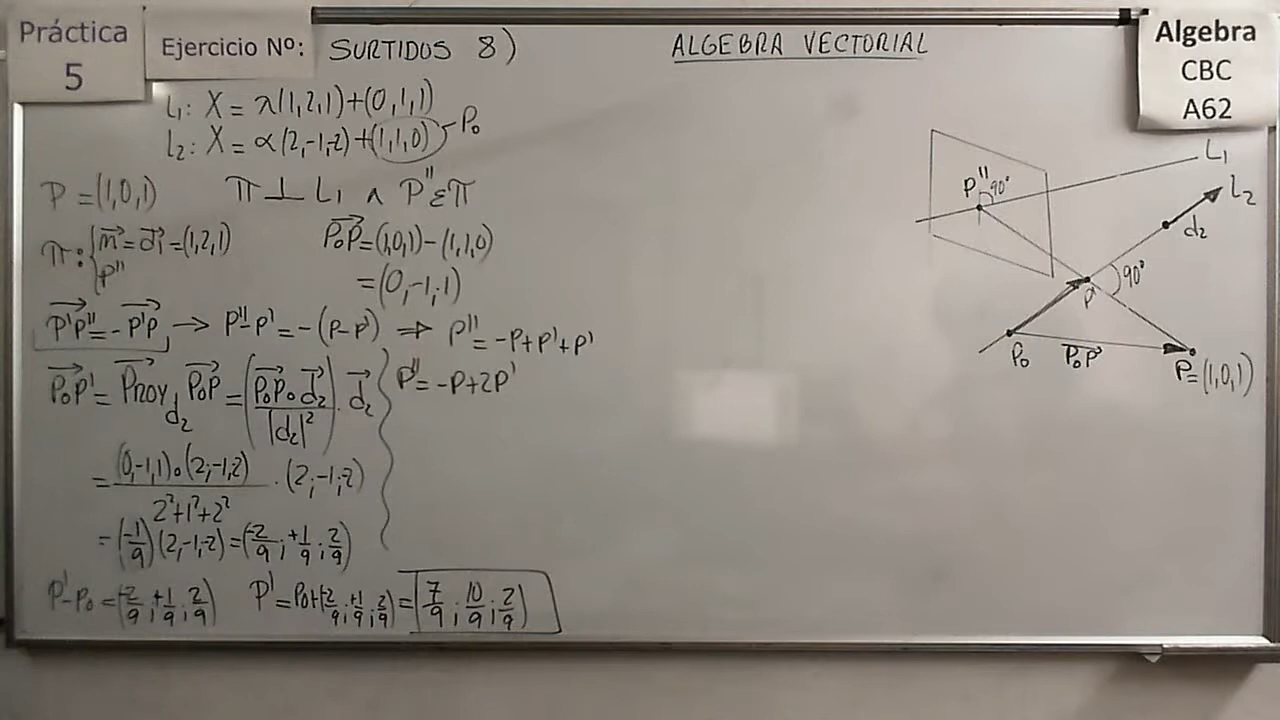 Práctica 5
Ejercicio Nº: SURTIDOS 8)
ALGEBRA VECTORIAL
Algebra
CBC
A62
L₁: X = λ(1,2,1)+(0,1,1)
L₂: X = α(2,-1,-2)+(1,1,0) P₀
P = (1,0,1) π ⊥ L₁ ∧ P'' ε π
π: { n⃗ = d⃗₁ = (1,2,1)
P''
P₀P⃗ = (1,0,1) - (1,1,0)
= (0,-1,1)
P'P''⃗ = - P'P⃗ → P''-P' = -(P-P') ⇒ P'' = -P+P'+P'
P'' = -P+2P'
P₀P'⃗ = Proy⃗ d₂ P₀P⃗ = (P₀P⃗ ∘ d⃗₂ / |d₂|²) . d⃗₂
= (0,-1,1)∘(2,-1,-2) / 2²+1²+2² . (2,-1,-2)
= (-1/9)(2,-1,-2) = (-2/9 ; +1/9 ; 2/9)
P'-P₀ = (-2/9 ; +1/9 ; 2/9) P' = P₀+(-2/9 ; +1/9 ; 2/9) = (7/9 ; 10/9 ; 2/9)
L₁
P'' 90°
L₂
d₂
90°
P'
P₀
P₀P⃗
P=(1,0,1)